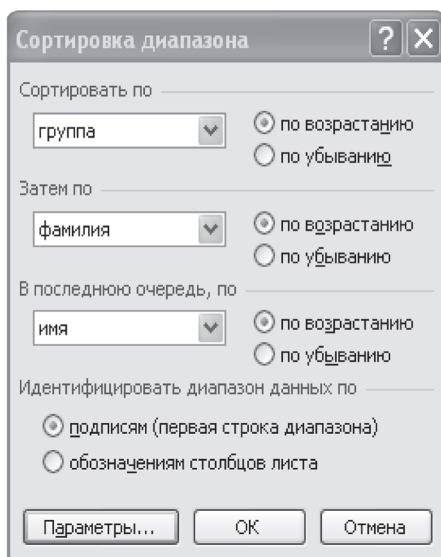 Сортировка диапазона
Сортировать по
группа
по возрастанию
по убыванию
Затем по
фамилия
по возрастанию
по убыванию
В последнюю очередь, по
имя
по возрастанию
по убыванию
Идентифицировать диапазон данных по
подписям (первая строка диапазона)
обозначениям столбцов листа
Параметры... ОК Отмена